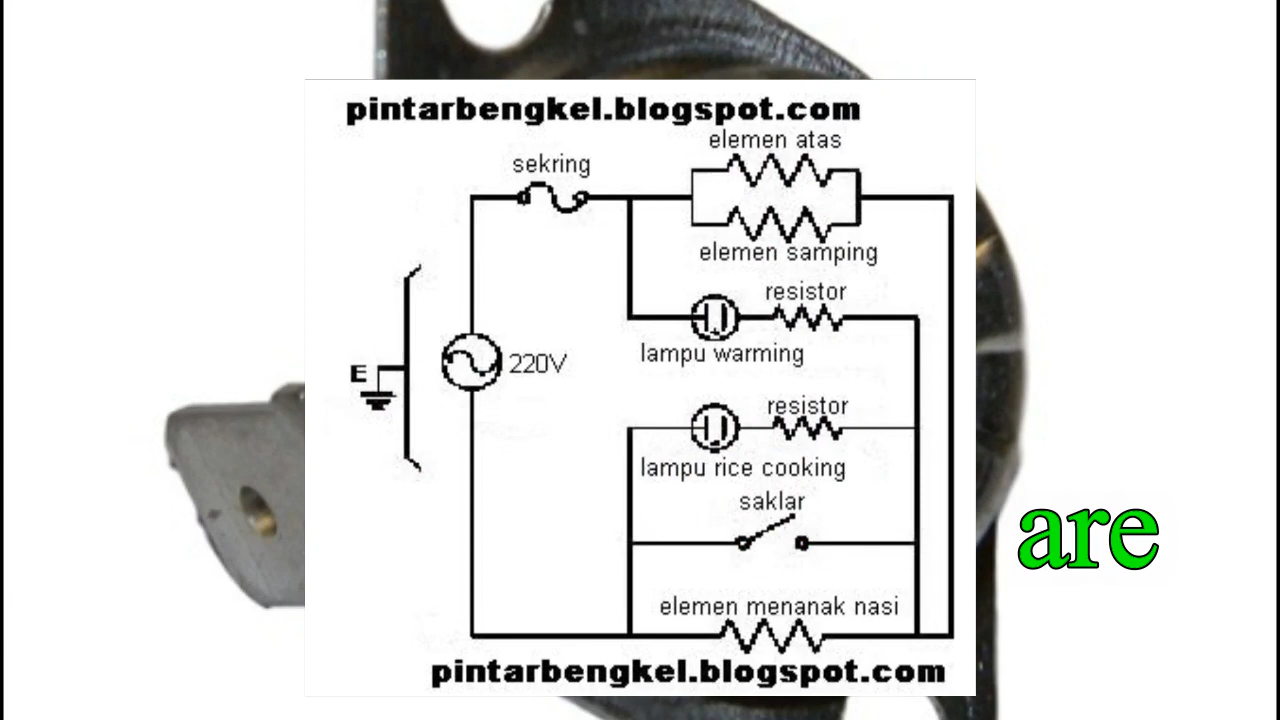 pintarbengkel.blogspot.com
elemen atas
sekring
elemen samping
resistor
lampu warming
220V
E
resistor
lampu rice cooking
saklar
are
elemen menanak nasi
pintarbengkel.blogspot.com